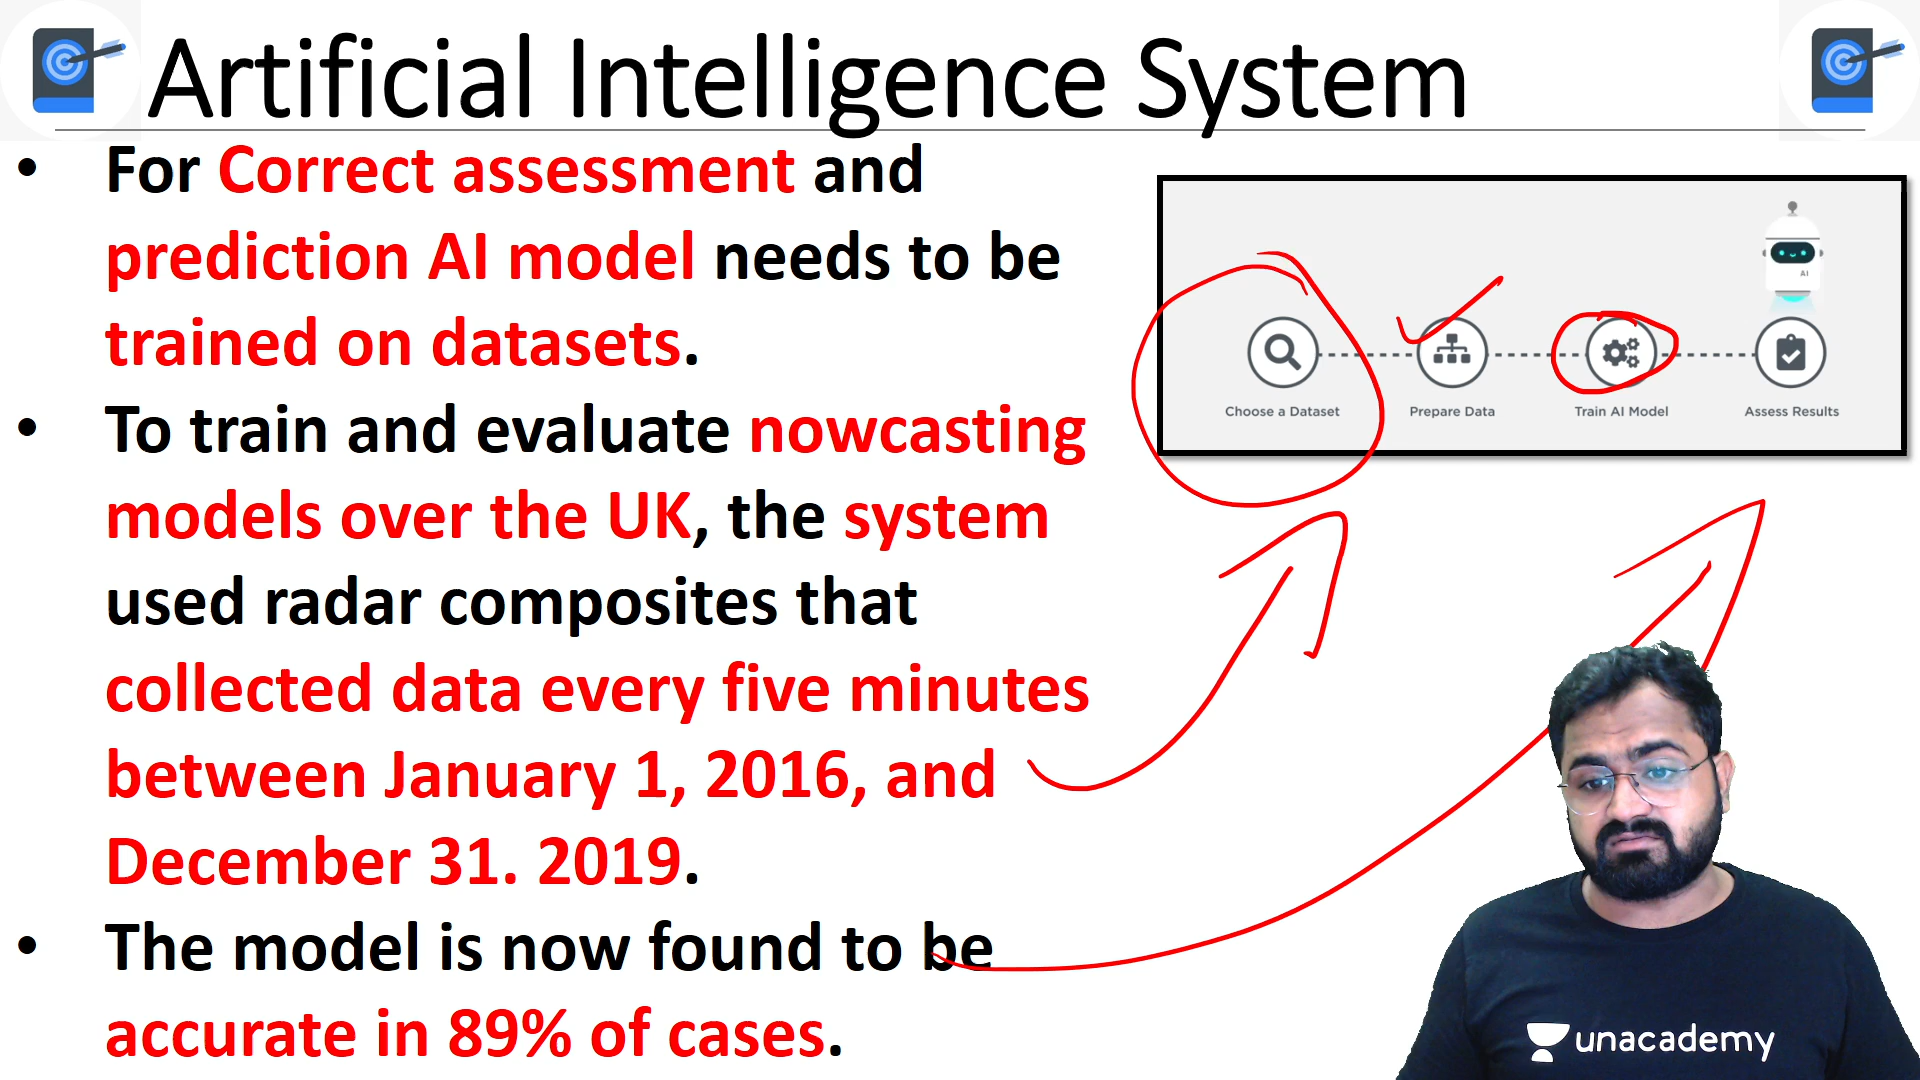 Artificial Intelligence System
• For Correct assessment and
prediction AI model needs to be
trained on datasets.
• To train and evaluate nowcasting
models over the UK, the system
used radar composites that
collected data every five minutes
between January 1, 2016, and
December 31. 2019.
• The model is now found to be
accurate in 89% of cases.
AI
Choose a Dataset
Prepare Data
Train AI Model
Assess Results
unacademy